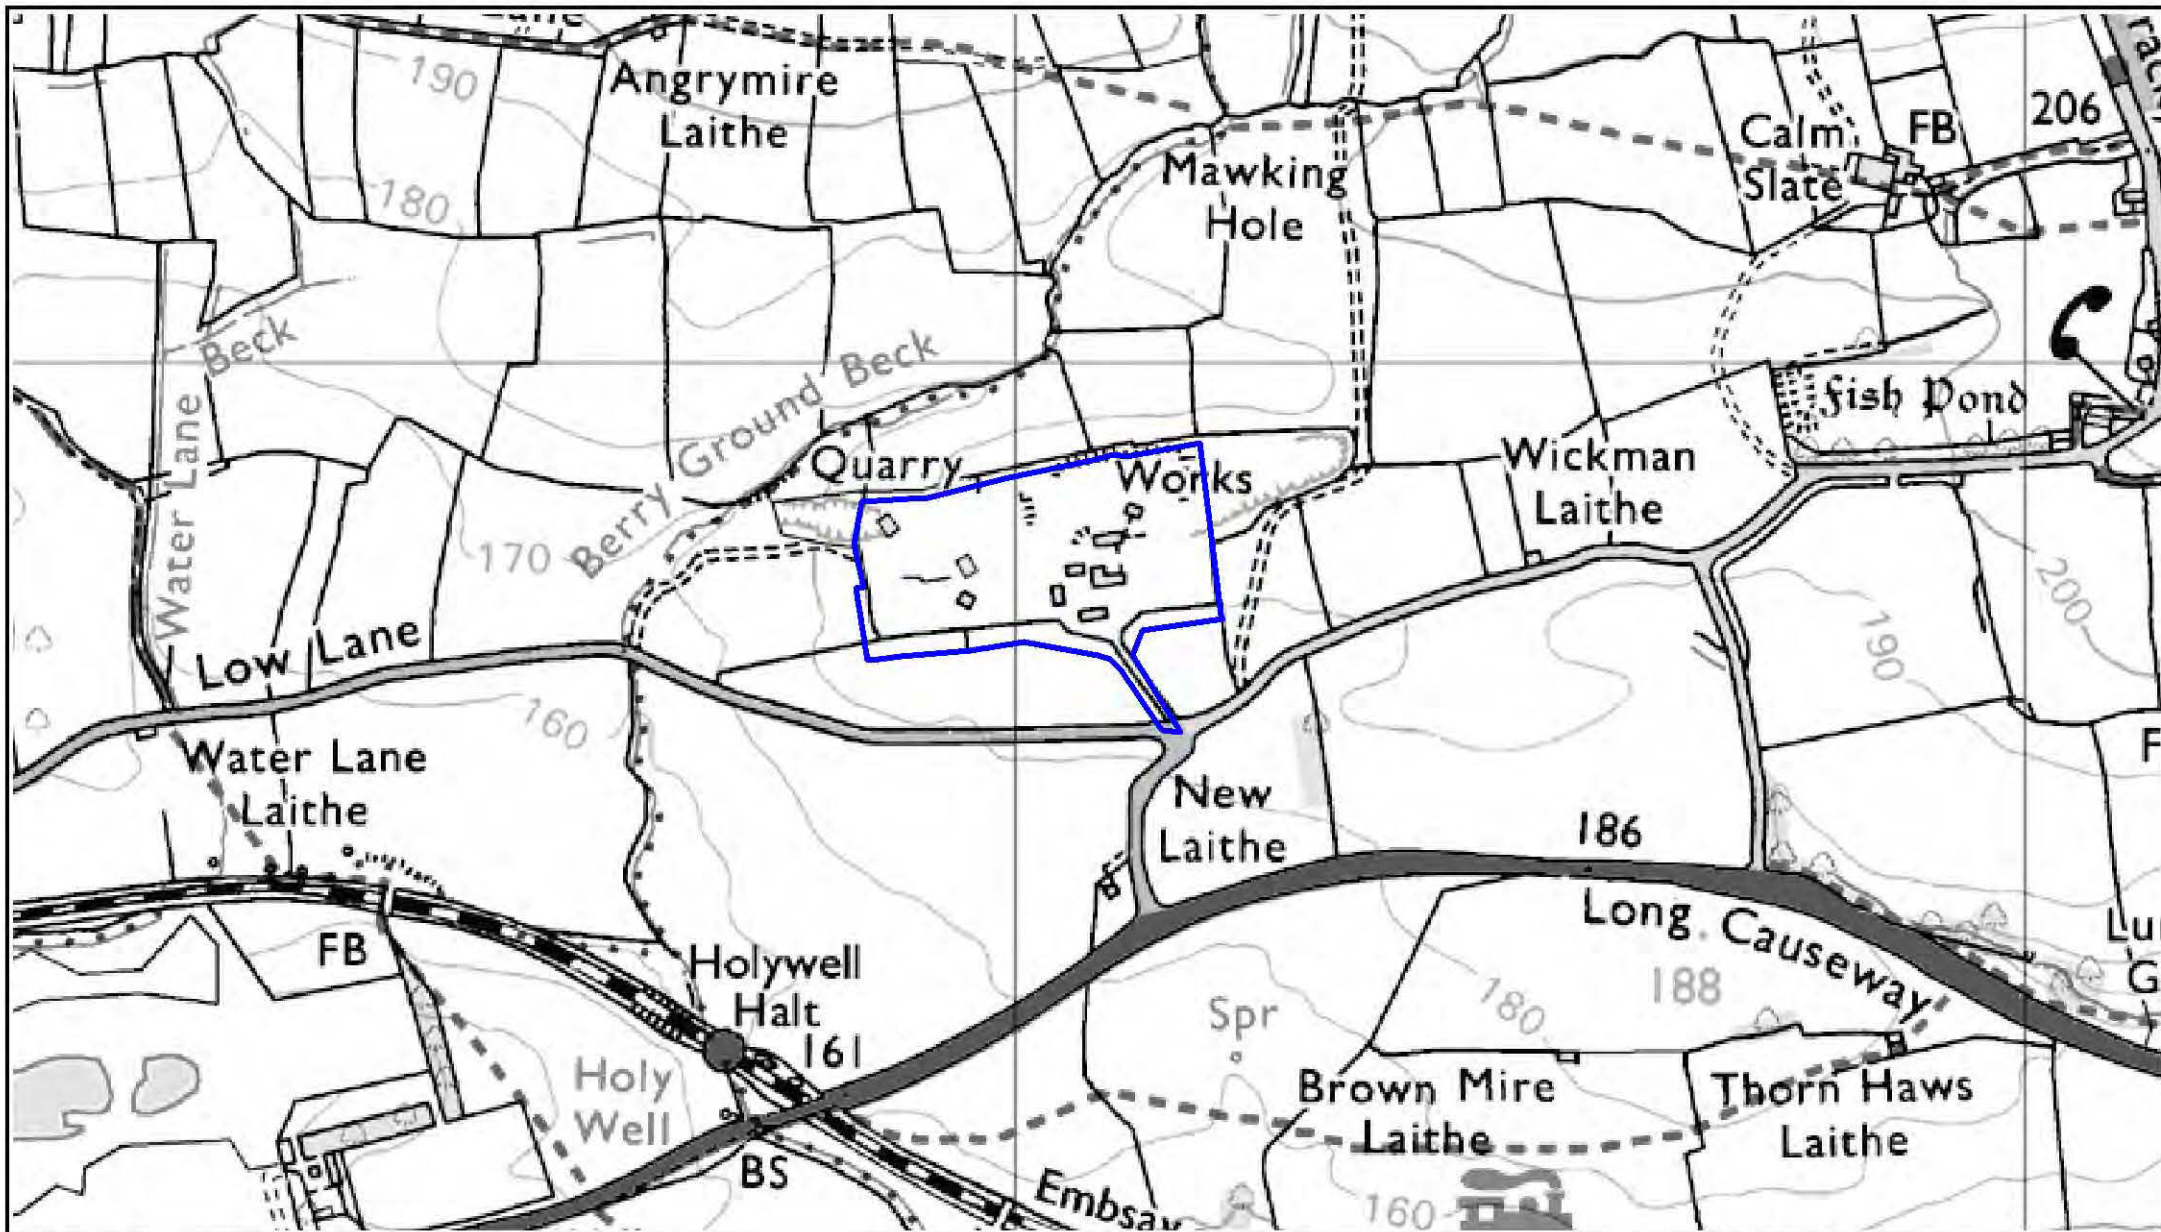 Lane
190
Angrymire
Laithe
206
Calm
Slate
FB
Mawking
Hole
180
Beck
Water Lane
Berry Ground Beck
Fish Pond
Quarry
Works
Wickman
Laithe
170
200
190
Low Lane
160
Water Lane
Laithe
New
Laithe
186
Long Causeway
188
FB
Holywell
Halt
161
180
Spr
Holy
Well
Brown Mire
Laithe
Thorn Haws
Laithe
BS
Embsay
160